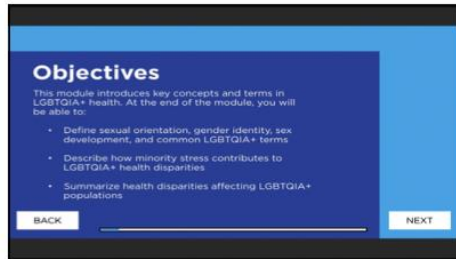 Objectives
This module introduces key concepts and terms in
LGBTQIA+ health. At the end of the module, you will
be able to:
• Define sexual orientation, gender identity, sex
development, and common LGBTQIA+ terms
• Describe how minority stress contributes to
LGBTQIA+ health disparities
• Summarize health disparities affecting LGBTQIA+
populations
BACK
NEXT